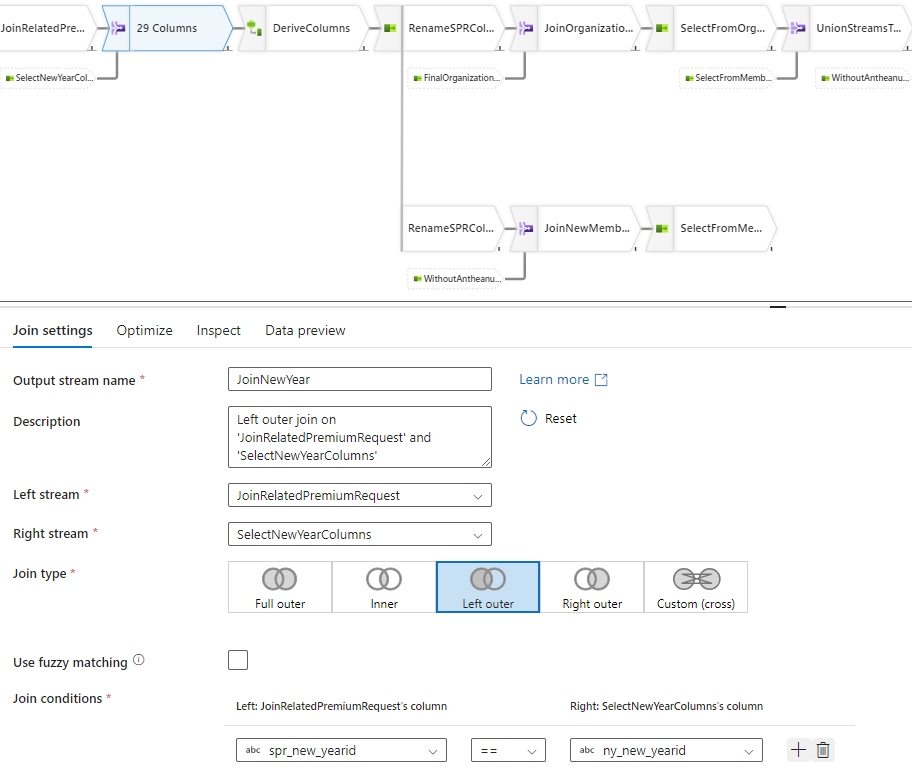 JoinRelatedPre...
29 Columns
DeriveColumns
RenameSPRCol...
JoinOrganizatio...
SelectFromOrg...
UnionStreamsT...
SelectNewYearCol...
FinalOrganization...
SelectFromMemb...
WithoutAntheanu...
RenameSPRCol...
JoinNewMemb...
SelectFromMe...
WithoutAntheanu...
Join settings
Optimize
Inspect
Data preview
Output stream name *
JoinNewYear
Learn more
Description
Left outer join on
'JoinRelatedPremiumRequest' and
'SelectNewYearColumns'
Reset
Left stream *
JoinRelatedPremiumRequest
Right stream *
SelectNewYearColumns
Join type *
Full outer
Inner
Left outer
Right outer
Custom (cross)
Use fuzzy matching
Join conditions *
Left: JoinRelatedPremiumRequest's column
Right: SelectNewYearColumns's column
abc spr_new_yearid
==
abc ny_new_yearid